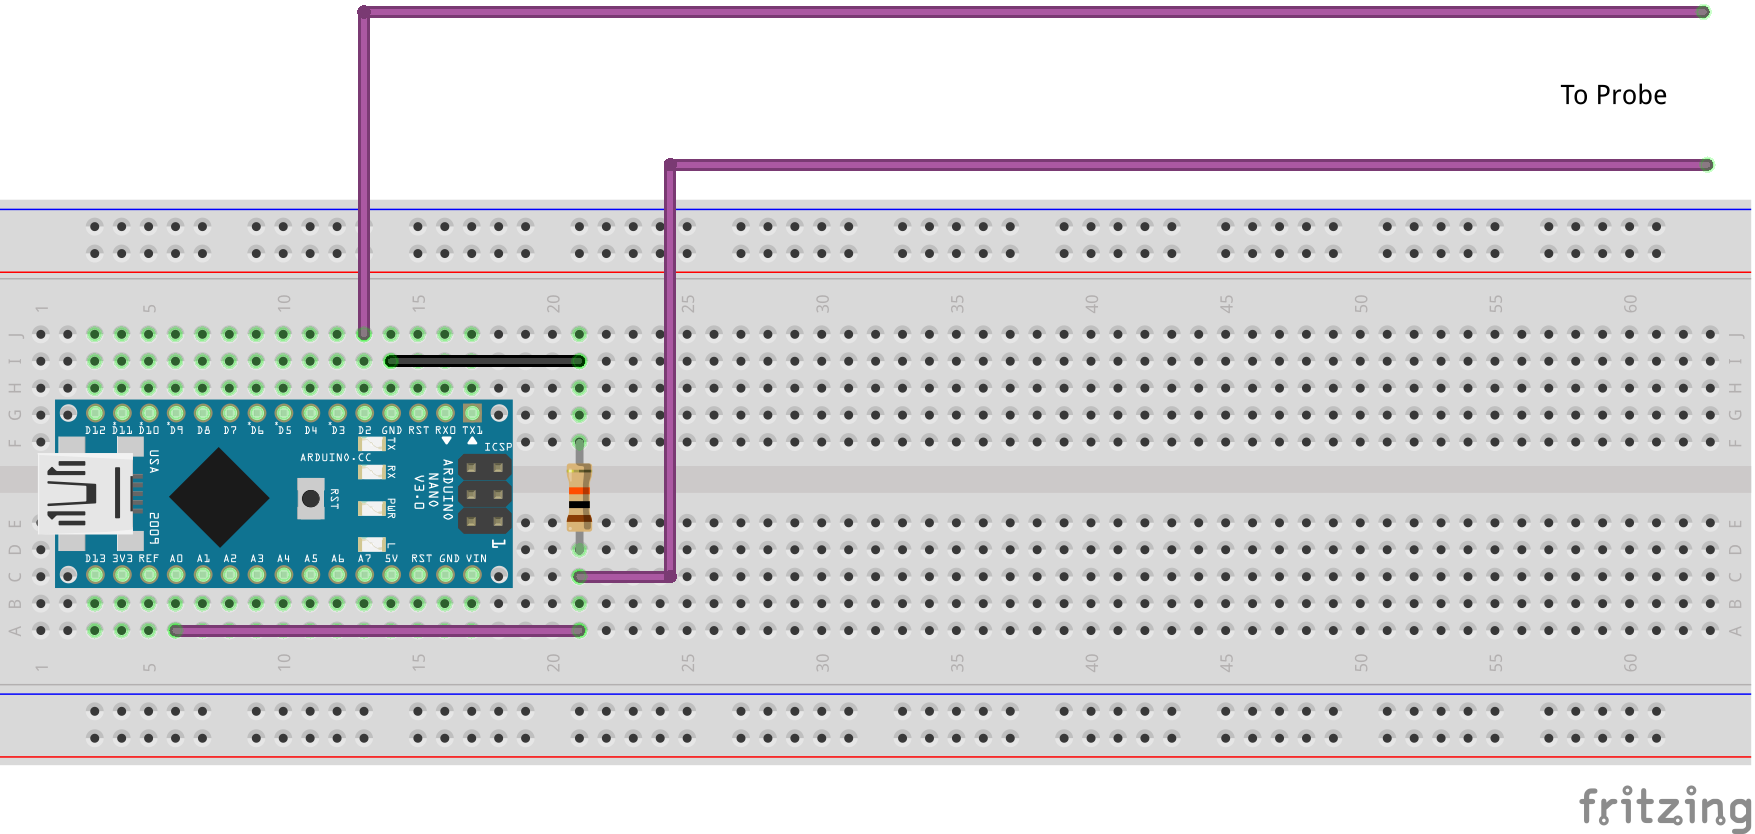 To Probe
1 5 10 15 20 25 30 35 40 45 50 55 60
J J
I I
H H
G G
F F
D12 D11 D10 D9 D8 D7 D6 D5 D4 D3 D2 GND RST RX0 TX1
TX
ICSP
USA
ARDUINO.CC
RX
ARDUINO
NANO
V3.0
RST
PWR
2009
L
1
E E
D D
D13 3V3 REF A0 A1 A2 A3 A4 A5 A6 A7 5V RST GND VIN
C C
B B
A A
1 5 10 15 20 25 30 35 40 45 50 55 60
fritzing